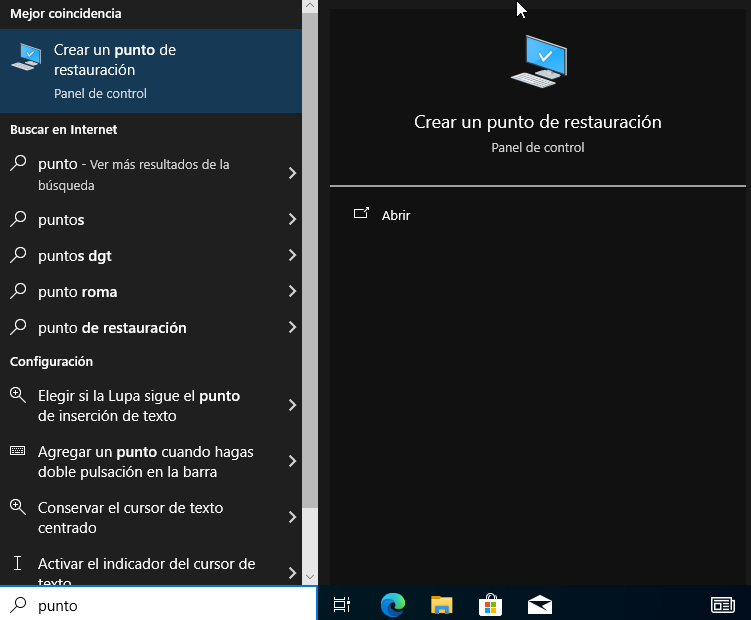 Mejor coincidencia
Crear un punto de
restauración
Panel de control
Buscar en Internet
punto - Ver más resultados de la
búsqueda
puntos
puntos dgt
punto roma
punto de restauración
Configuración
Elegir si la Lupa sigue el punto
de inserción de texto
Agregar un punto cuando hagas
doble pulsación en la barra
Conservar el cursor de texto
centrado
Activar el indicador del cursor de
texto
punto
Crear un punto de restauración
Panel de control
Abrir